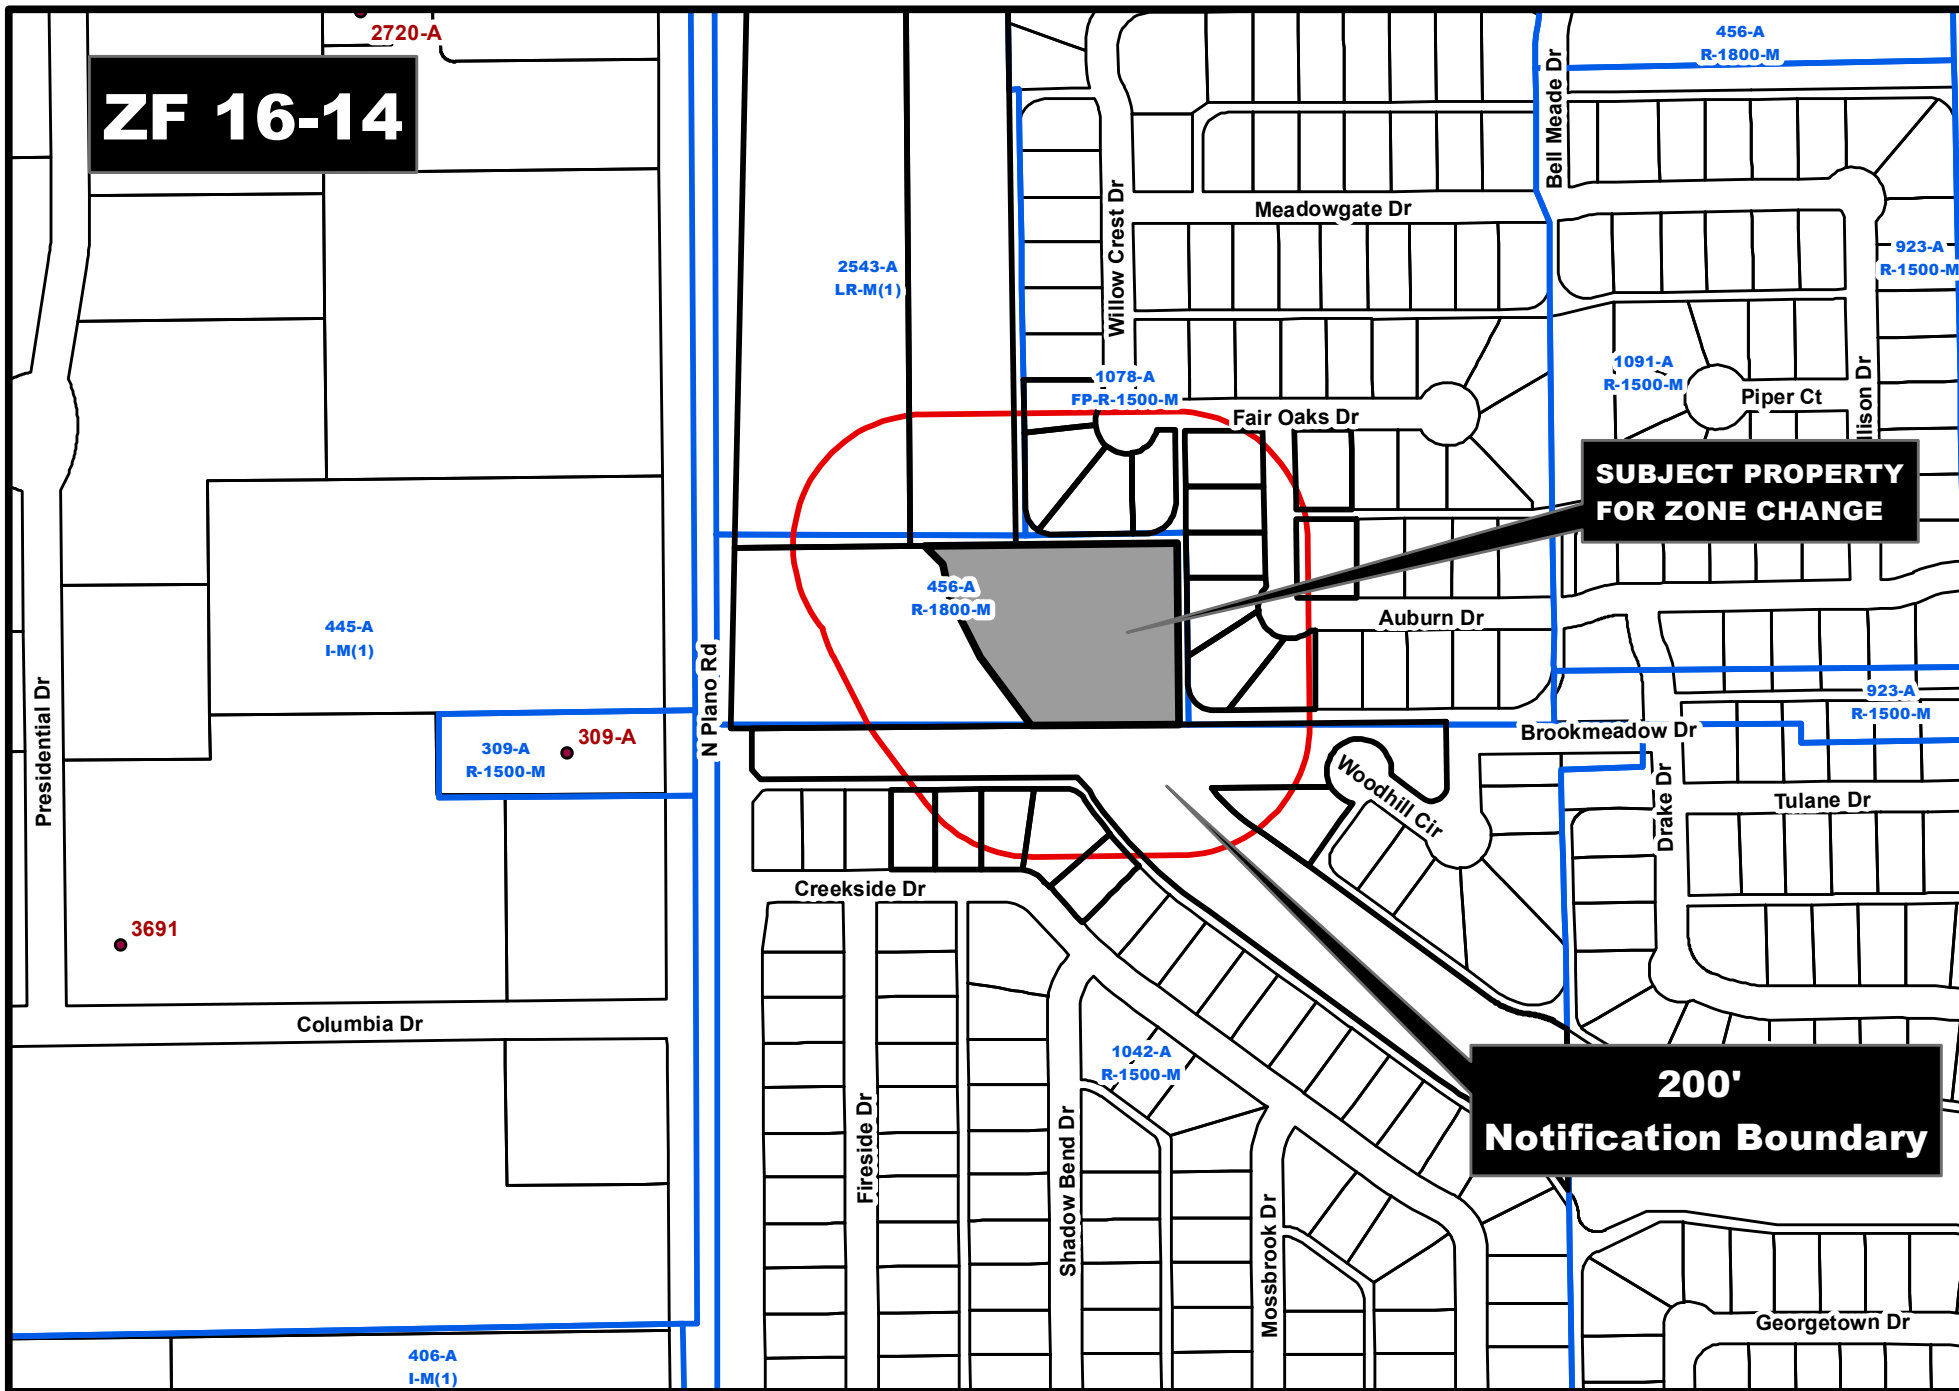 2720-A
ZF 16-14
456-A
R-1800-M
Bell Meade Dr
Meadowgate Dr
Willow Crest Dr
2543-A
LR-M(1)
923-A
R-1500-M
1078-A
FP-R-1500-M
1091-A
R-1500-M
Piper Ct
llison Dr
Fair Oaks Dr
SUBJECT PROPERTY
FOR ZONE CHANGE
456-A
R-1800-M
Auburn Dr
445-A
I-M(1)
N Plano Rd
Presidential Dr
923-A
R-1500-M
Brookmeadow Dr
309-A
309-A
R-1500-M
Woodhill Cir
Drake Dr
Tulane Dr
Creekside Dr
3691
Columbia Dr
1042-A
R-1500-M
200'
Notification Boundary
Fireside Dr
Shadow Bend Dr
Mossbrook Dr
Georgetown Dr
406-A
I-M(1)